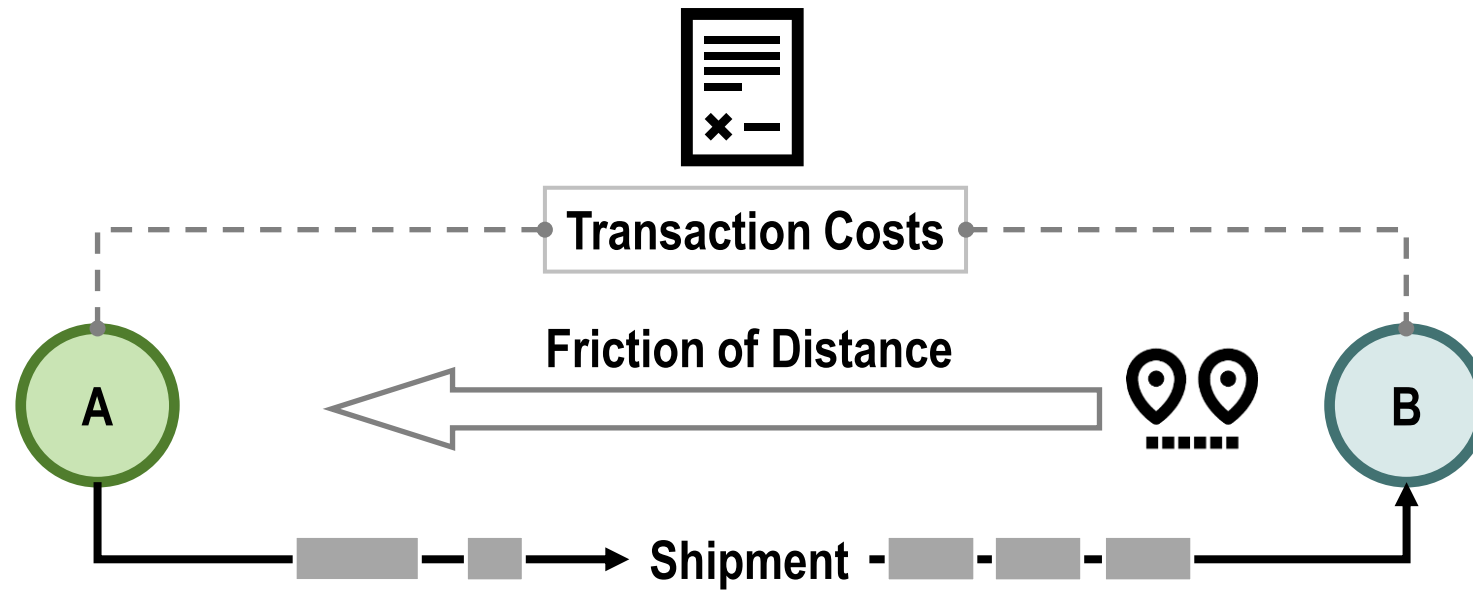 Transaction Costs
Friction of Distance
A
B
Shipment